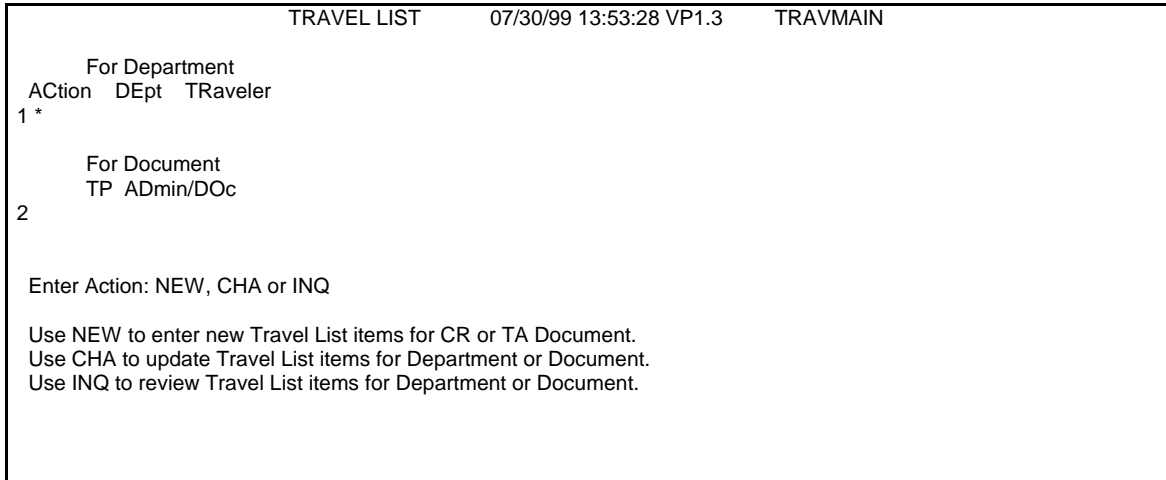 TRAVEL LIST 07/30/99 13:53:28 VP1.3 TRAVMAIN
For Department
ACtion DEpt TRaveler
1 *
For Document
TP ADmin/DOc
2
Enter Action: NEW, CHA or INQ
Use NEW to enter new Travel List items for CR or TA Document.
Use CHA to update Travel List items for Department or Document.
Use INQ to review Travel List items for Department or Document.